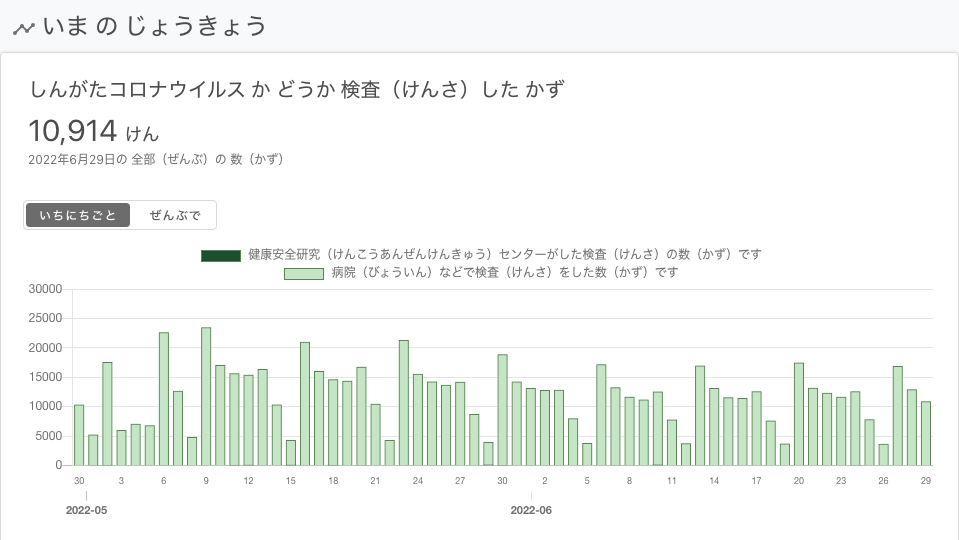 いま の じょうきょう
しんがたコロナウイルス か どうか 検査（けんさ）した かず
10,914 けん
2022年6月29日の 全部（ぜんぶ）の 数（かず）
いちにちごと ぜんぶで
健康安全研究（けんこうあんぜんけんきゅう）センターがした検査（けんさ）の数（かず）です
病院（びょういん）などで検査（けんさ）をした数（かず）です
30000
25000
20000
15000
10000
5000
0
30 3 6 9 12 15 18 21 24 27 30 2 5 8 11 14 17 20 23 26 29
2022-05 2022-06